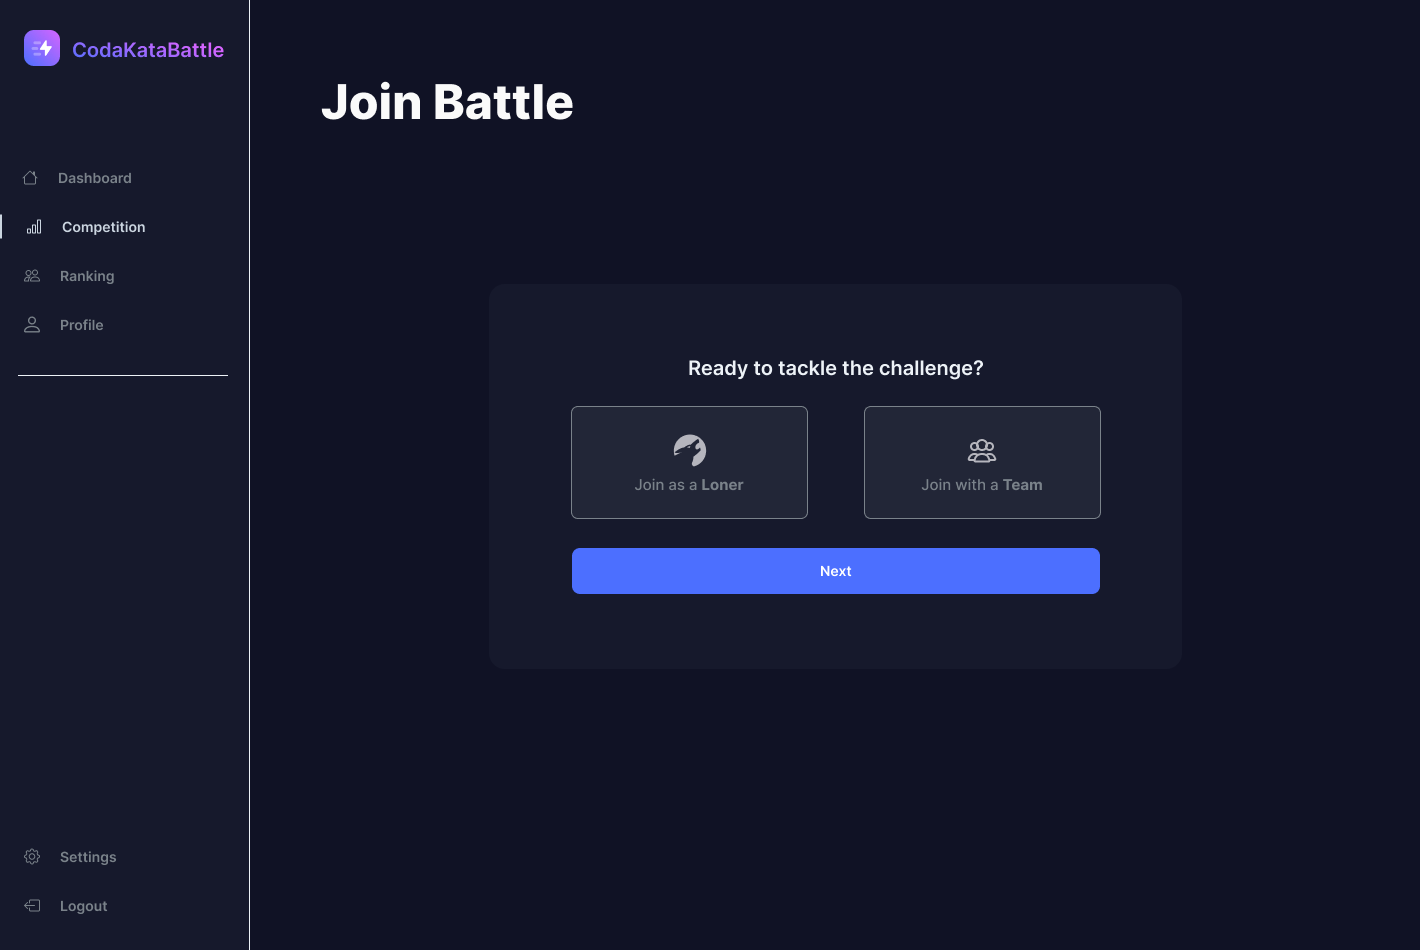 CodaKataBattle
Join Battle
Dashboard
Competition
Ranking
Profile
Ready to tackle the challenge?
Join as a Loner
Join with a Team
Next
Settings
Logout